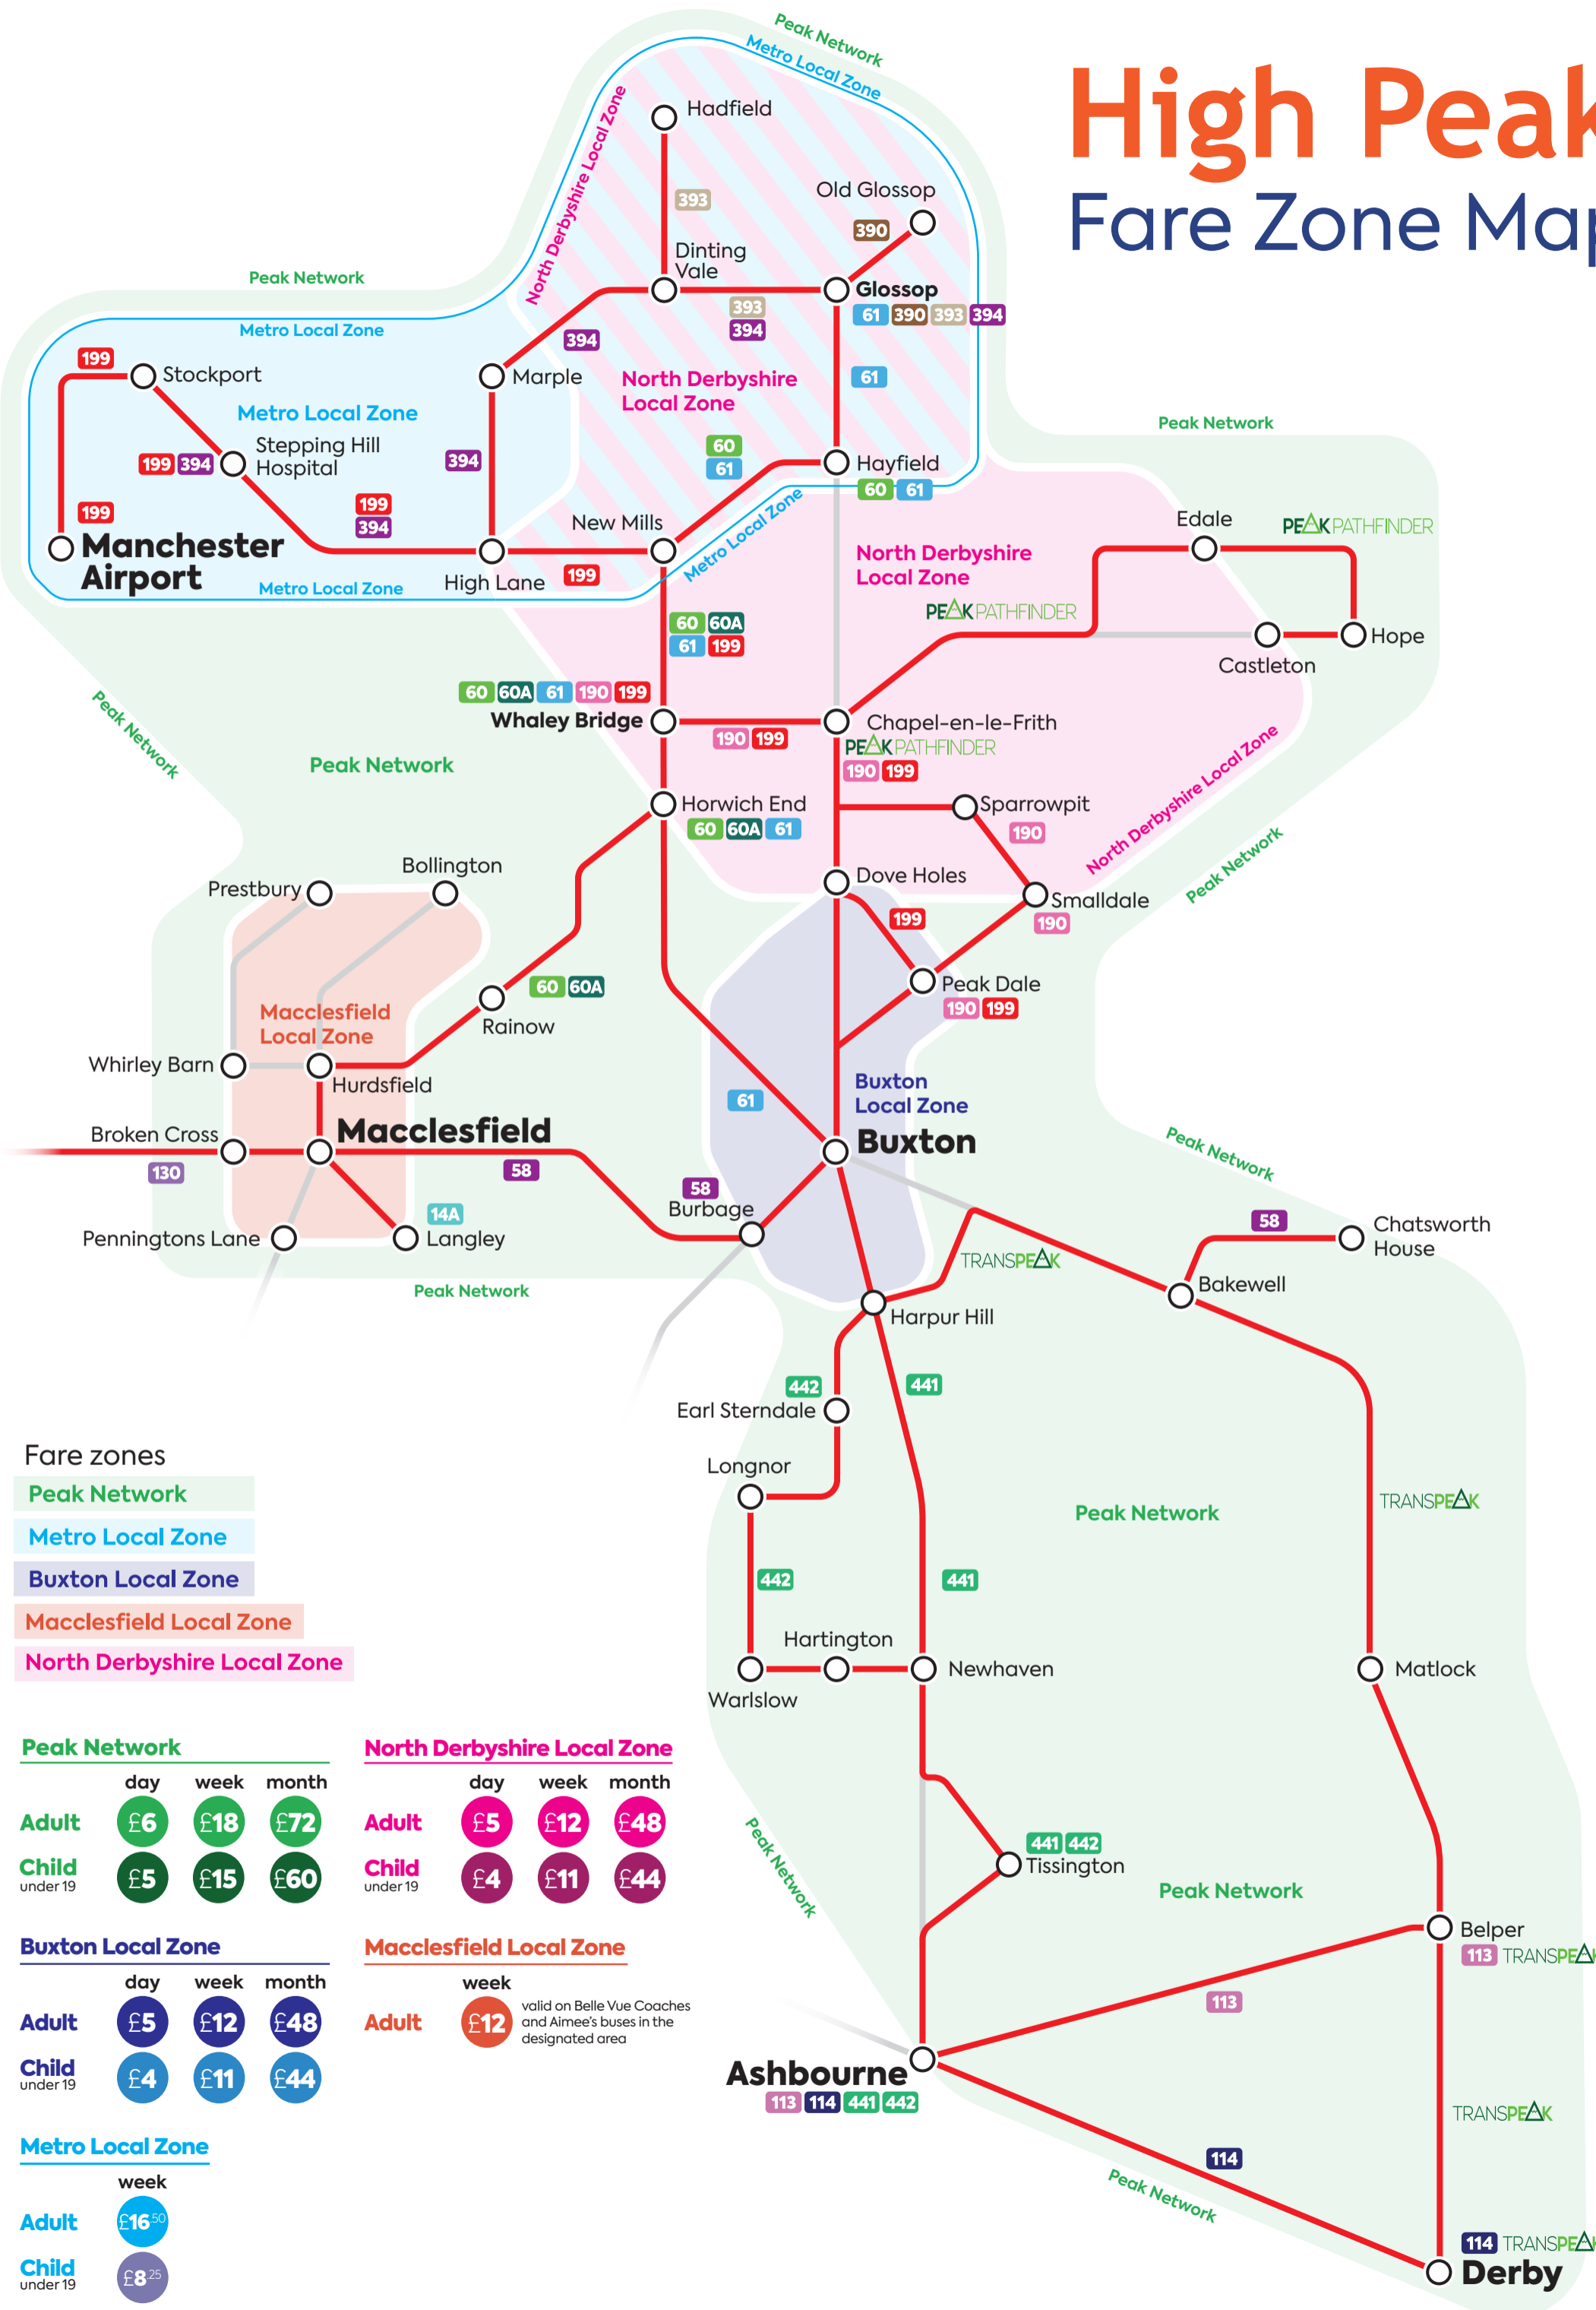 High Peak
Fare Zone Map
Peak Network
Metro Local Zone
North Derbyshire Local Zone
Hadfield
393
Old Glossop
390
Dinting
Vale
Glossop
61 390 393 394
393
394
394
Peak Network
Metro Local Zone
199
Stockport
Marple
Metro Local Zone
North Derbyshire
Local Zone
61
Stepping Hill
Hospital
199 394
394
60
61
Hayfield
60 61
Peak Network
199
199
394
New Mills
Manchester
Airport
Metro Local Zone
High Lane
199
Metro Local Zone
North Derbyshire
Local Zone
Edale
PEAK PATHFINDER
PEAK PATHFINDER
Hope
Castleton
60 60A
61 199
60 60A 61 190 199
Whaley Bridge
190 199
Chapel-en-le-Frith
PEAK PATHFINDER
190 199
Peak Network
Peak Network
North Derbyshire Local Zone
Peak Network
Horwich End
60 60A 61
Sparrowpit
190
Bollington
Prestbury
Dove Holes
Smalldale
190
199
Peak Dale
190 199
60 60A
Rainow
Macclesfield
Local Zone
Whirley Barn
Hurdsfield
61
Buxton
Local Zone
Broken Cross
130
Macclesfield
58
Buxton
Peak Network
58
Burbage
14A
Penningtons Lane
Langley
58
Chatsworth
House
TRANSPEAK
Bakewell
Peak Network
Harpur Hill
442
441
Earl Sterndale
Longnor
TRANSPEAK
Peak Network
442
441
Hartington
Newhaven
Warslow
Matlock
Fare zones
Peak Network
Metro Local Zone
Buxton Local Zone
Macclesfield Local Zone
North Derbyshire Local Zone
Peak Network
441 442
Tissington
Peak Network
Belper
113 TRANSPEAK
113
Ashbourne
113 114 441 442
TRANSPEAK
114
Peak Network
114 TRANSPEAK
Derby
Peak Network
day week month
Adult £6 £18 £72
Child £5 £15 £60
under 19
North Derbyshire Local Zone
day week month
Adult £5 £12 £48
Child £4 £11 £44
under 19
Buxton Local Zone
day week month
Adult £5 £12 £48
Child £4 £11 £44
under 19
Macclesfield Local Zone
week
Adult £12
valid on Belle Vue Coaches
and Aimee's buses in the
designated area
Metro Local Zone
week
Adult £16.50
Child £8.25
under 19